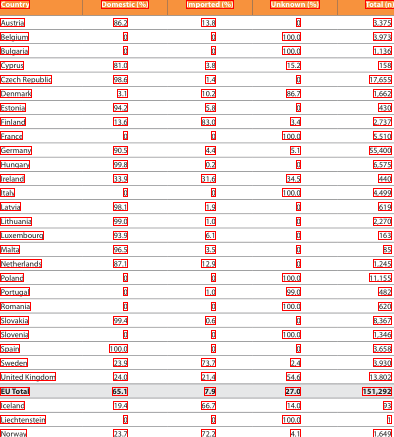 Country Domestic (%) Imported (%) Unknown (%) Total (n)
Austria 86.2 13.8 0 3,375
Belgium 0 0 100.0 3,973
Bulgaria 0 0 100.0 1,136
Cyprus 81.0 3.8 15.2 158
Czech Republic 98.6 1.4 0 17,655
Denmark 3.1 10.2 86.7 1,662
Estonia 94.2 5.8 0 430
Finland 13.6 83.0 3.4 2,737
France 0 0 100.0 5,510
Germany 90.5 4.4 5.1 55,400
Hungary 99.8 0.2 0 6,575
Ireland 33.9 31.6 34.5 440
Italy 0 0 100.0 4,499
Latvia 98.1 1.9 0 619
Lithuania 99.0 1.0 0 2,270
Luxembourg 93.9 6.1 0 163
Malta 96.5 3.5 0 85
Netherlands 87.1 12.9 0 1,245
Poland 0 0 100.0 11,155
Portugal 0 1.0 99.0 482
Romania 0 0 100.0 620
Slovakia 99.4 0.6 0 8,367
Slovenia 0 0 100.0 1,346
Spain 100.0 0 0 3,658
Sweden 23.9 73.7 2.4 3,930
United Kingdom 24.0 21.4 54.6 13,802
EU Total 65.1 7.9 27.0 151,292
Iceland 19.4 66.7 14.0 93
Liechtenstein 0 0 100.0 1
Norway 23.7 72.2 4.1 1,649